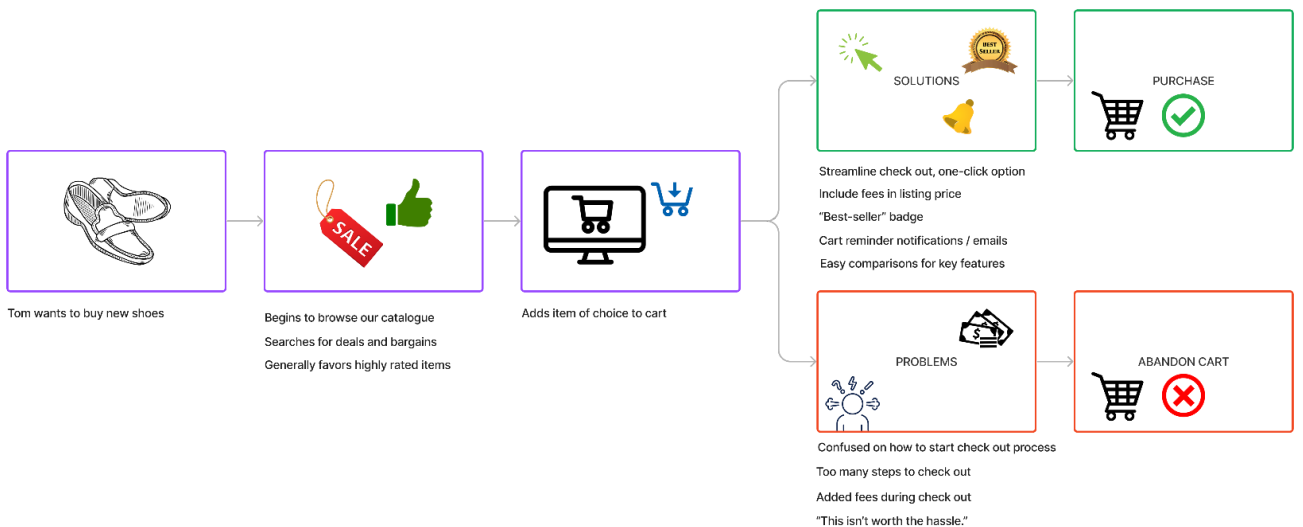 Tom wants to buy new shoes
SALE
Begins to browse our catalogue
Searches for deals and bargains
Generally favors highly rated items
Adds item of choice to cart
BEST
SELLER
SOLUTIONS
Streamline check out, one-click option
Include fees in listing price
“Best-seller” badge
Cart reminder notifications / emails
Easy comparisons for key features
PURCHASE
$
PROBLEMS
? !
Confused on how to start check out process
Too many steps to check out
Added fees during check out
“This isn’t worth the hassle.”
ABANDON CART